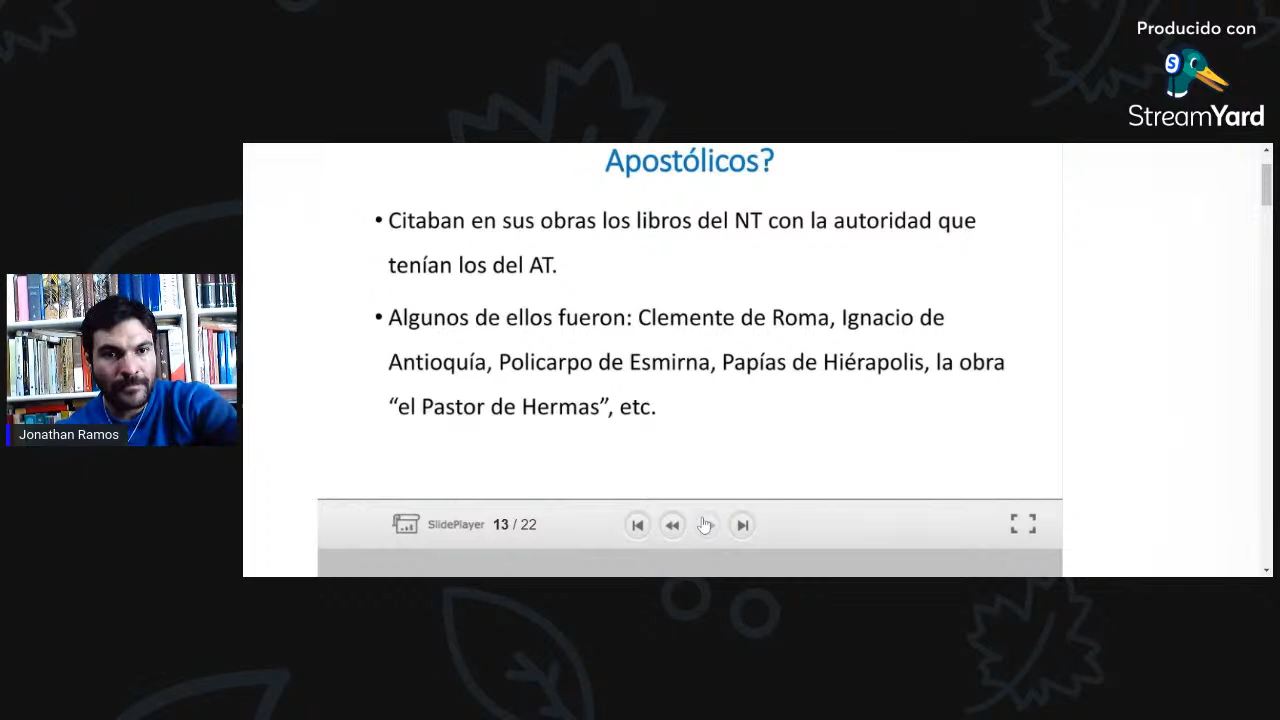 Producido con
StreamYard
Apostólicos?
• Citaban en sus obras los libros del NT con la autoridad que
tenían los del AT.
• Algunos de ellos fueron: Clemente de Roma, Ignacio de
Antioquía, Policarpo de Esmirna, Papías de Hiérapolis, la obra
“el Pastor de Hermas”, etc.
Jonathan Ramos
SlidePlayer 13 / 22